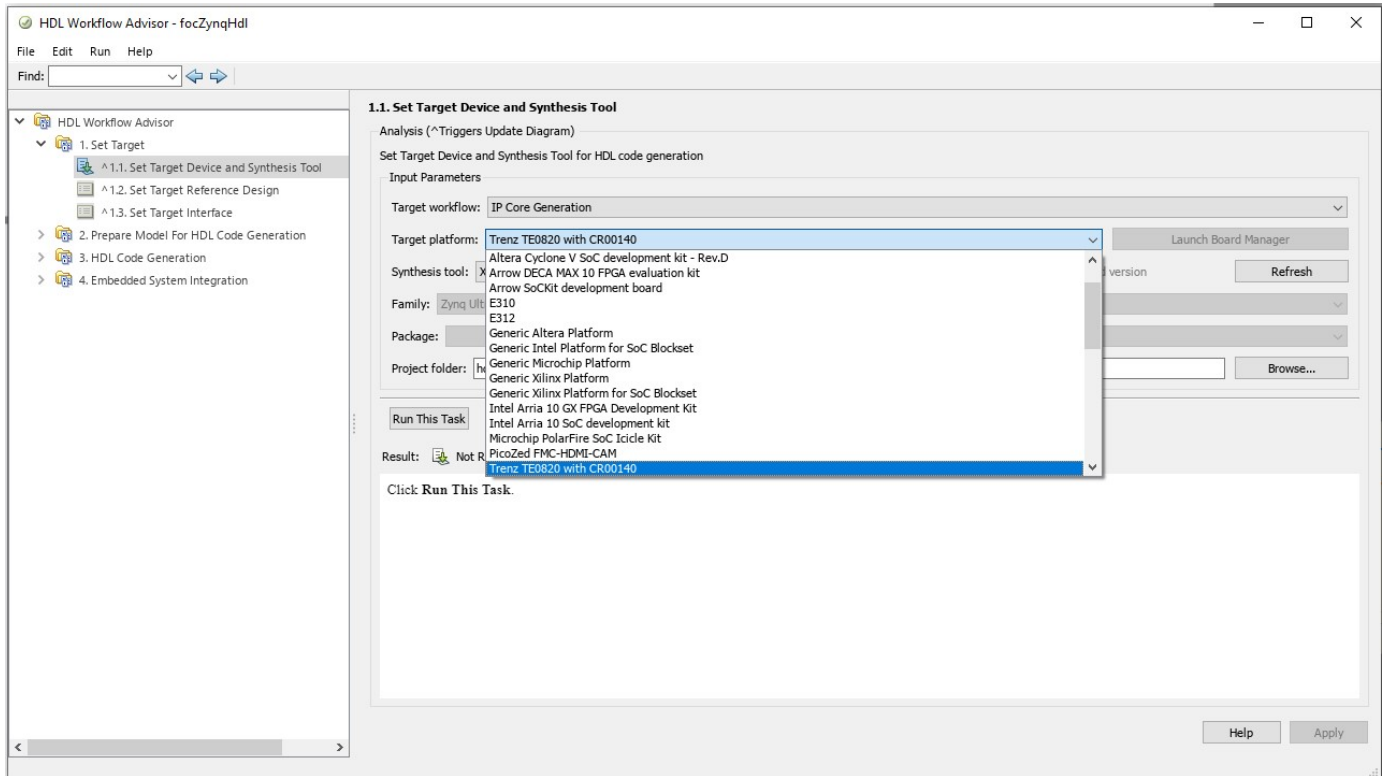 HDL Workflow Advisor - focZynqHdl
File Edit Run Help
Find:
HDL Workflow Advisor
1. Set Target
^1.1. Set Target Device and Synthesis Tool
^1.2. Set Target Reference Design
^1.3. Set Target Interface
2. Prepare Model For HDL Code Generation
3. HDL Code Generation
4. Embedded System Integration
1.1. Set Target Device and Synthesis Tool
Analysis (^Triggers Update Diagram)
Set Target Device and Synthesis Tool for HDL code generation
Input Parameters
Target workflow: IP Core Generation
Target platform: Trenz TE0820 with CR00140 Launch Board Manager
Altera Cyclone V SoC development kit - Rev.D
Arrow DECA MAX 10 FPGA evaluation kit
Synthesis tool: X version Refresh
Arrow SoCKit development board
E310
Family: Zynq Ult
E312
Generic Altera Platform
Package:
Generic Intel Platform for SoC Blockset
Generic Microchip Platform
Project folder: Browse...
Generic Xilinx Platform
Generic Xilinx Platform for SoC Blockset
Intel Arria 10 GX FPGA Development Kit
Run This Task
Intel Arria 10 SoC development kit
Microchip PolarFire SoC Icicle Kit
PicoZed FMC-HDMI-CAM
Result: Not R
Trenz TE0820 with CR00140
Click Run This Task.
Help Apply